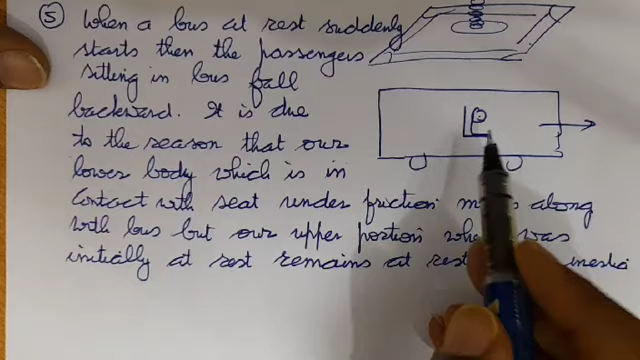 ⑤ When a bus at rest suddenly
starts then the passengers
sitting in bus fall
backward. It is due
to the reason that our
lower body which is in
contact with seat under friction along
with bus but our upper portion was
initially at rest remains at rest inertia